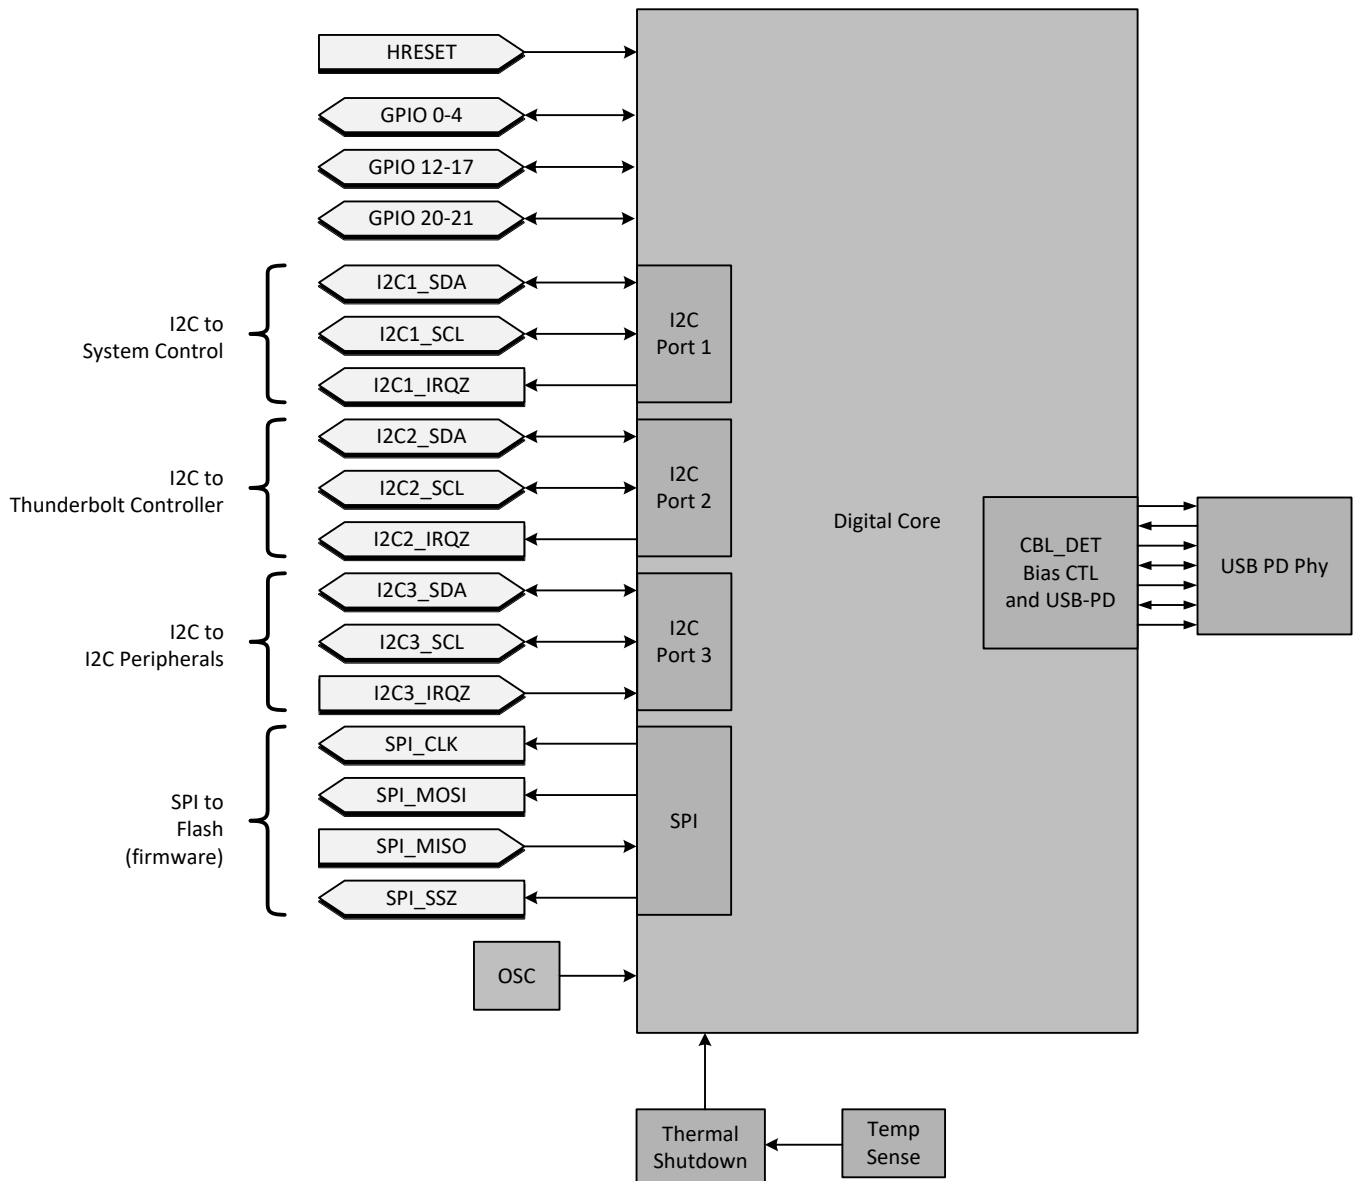 HRESET
GPIO 0-4
GPIO 12-17
GPIO 20-21
I2C to
System Control
I2C1_SDA
I2C1_SCL
I2C1_IRQZ
I2C
Port 1
I2C to
Thunderbolt Controller
I2C2_SDA
I2C2_SCL
I2C2_IRQZ
I2C
Port 2
I2C to
I2C Peripherals
I2C3_SDA
I2C3_SCL
I2C3_IRQZ
I2C
Port 3
SPI to
Flash
(firmware)
SPI_CLK
SPI_MOSI
SPI_MISO
SPI_SSZ
SPI
Digital Core
CBL_DET
Bias CTL
and USB-PD
USB PD Phy
OSC
Thermal
Shutdown
Temp
Sense